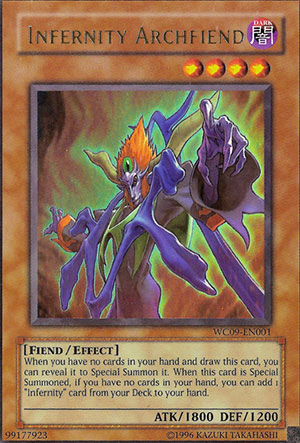 INFERNITY ARCHFIEND
DARK
闇
WC09-EN001
[FIEND / EFFECT]
When you have no cards in your hand and draw this card, you
can reveal it to Special Summon it. When this card is Special
Summoned, if you have no cards in your hand, you can add 1
"Infernity" card from your Deck to your hand.
ATK/1800 DEF/1200
99177923
©1996 KAZUKI TAKAHASHI